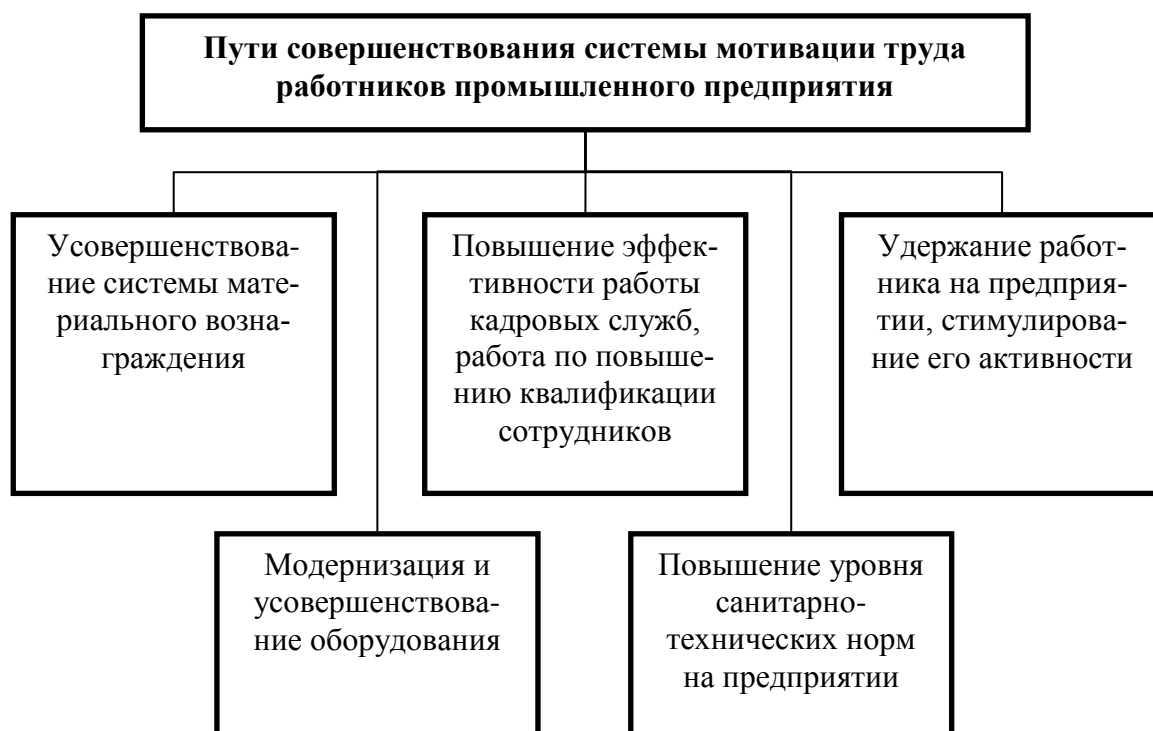 Пути совершенствования системы мотивации труда
работников промышленного предприятия
Усовершенствова-
ние системы мате-
риального возна-
граждения
Повышение эффек-
тивности работы
кадровых служб,
работа по повыше-
нию квалификации
сотрудников
Удержание работ-
ника на предприя-
тии, стимулирова-
ние его активности
Модернизация и
усовершенствова-
ние оборудования
Повышение уровня
санитарно-
технических норм
на предприятии